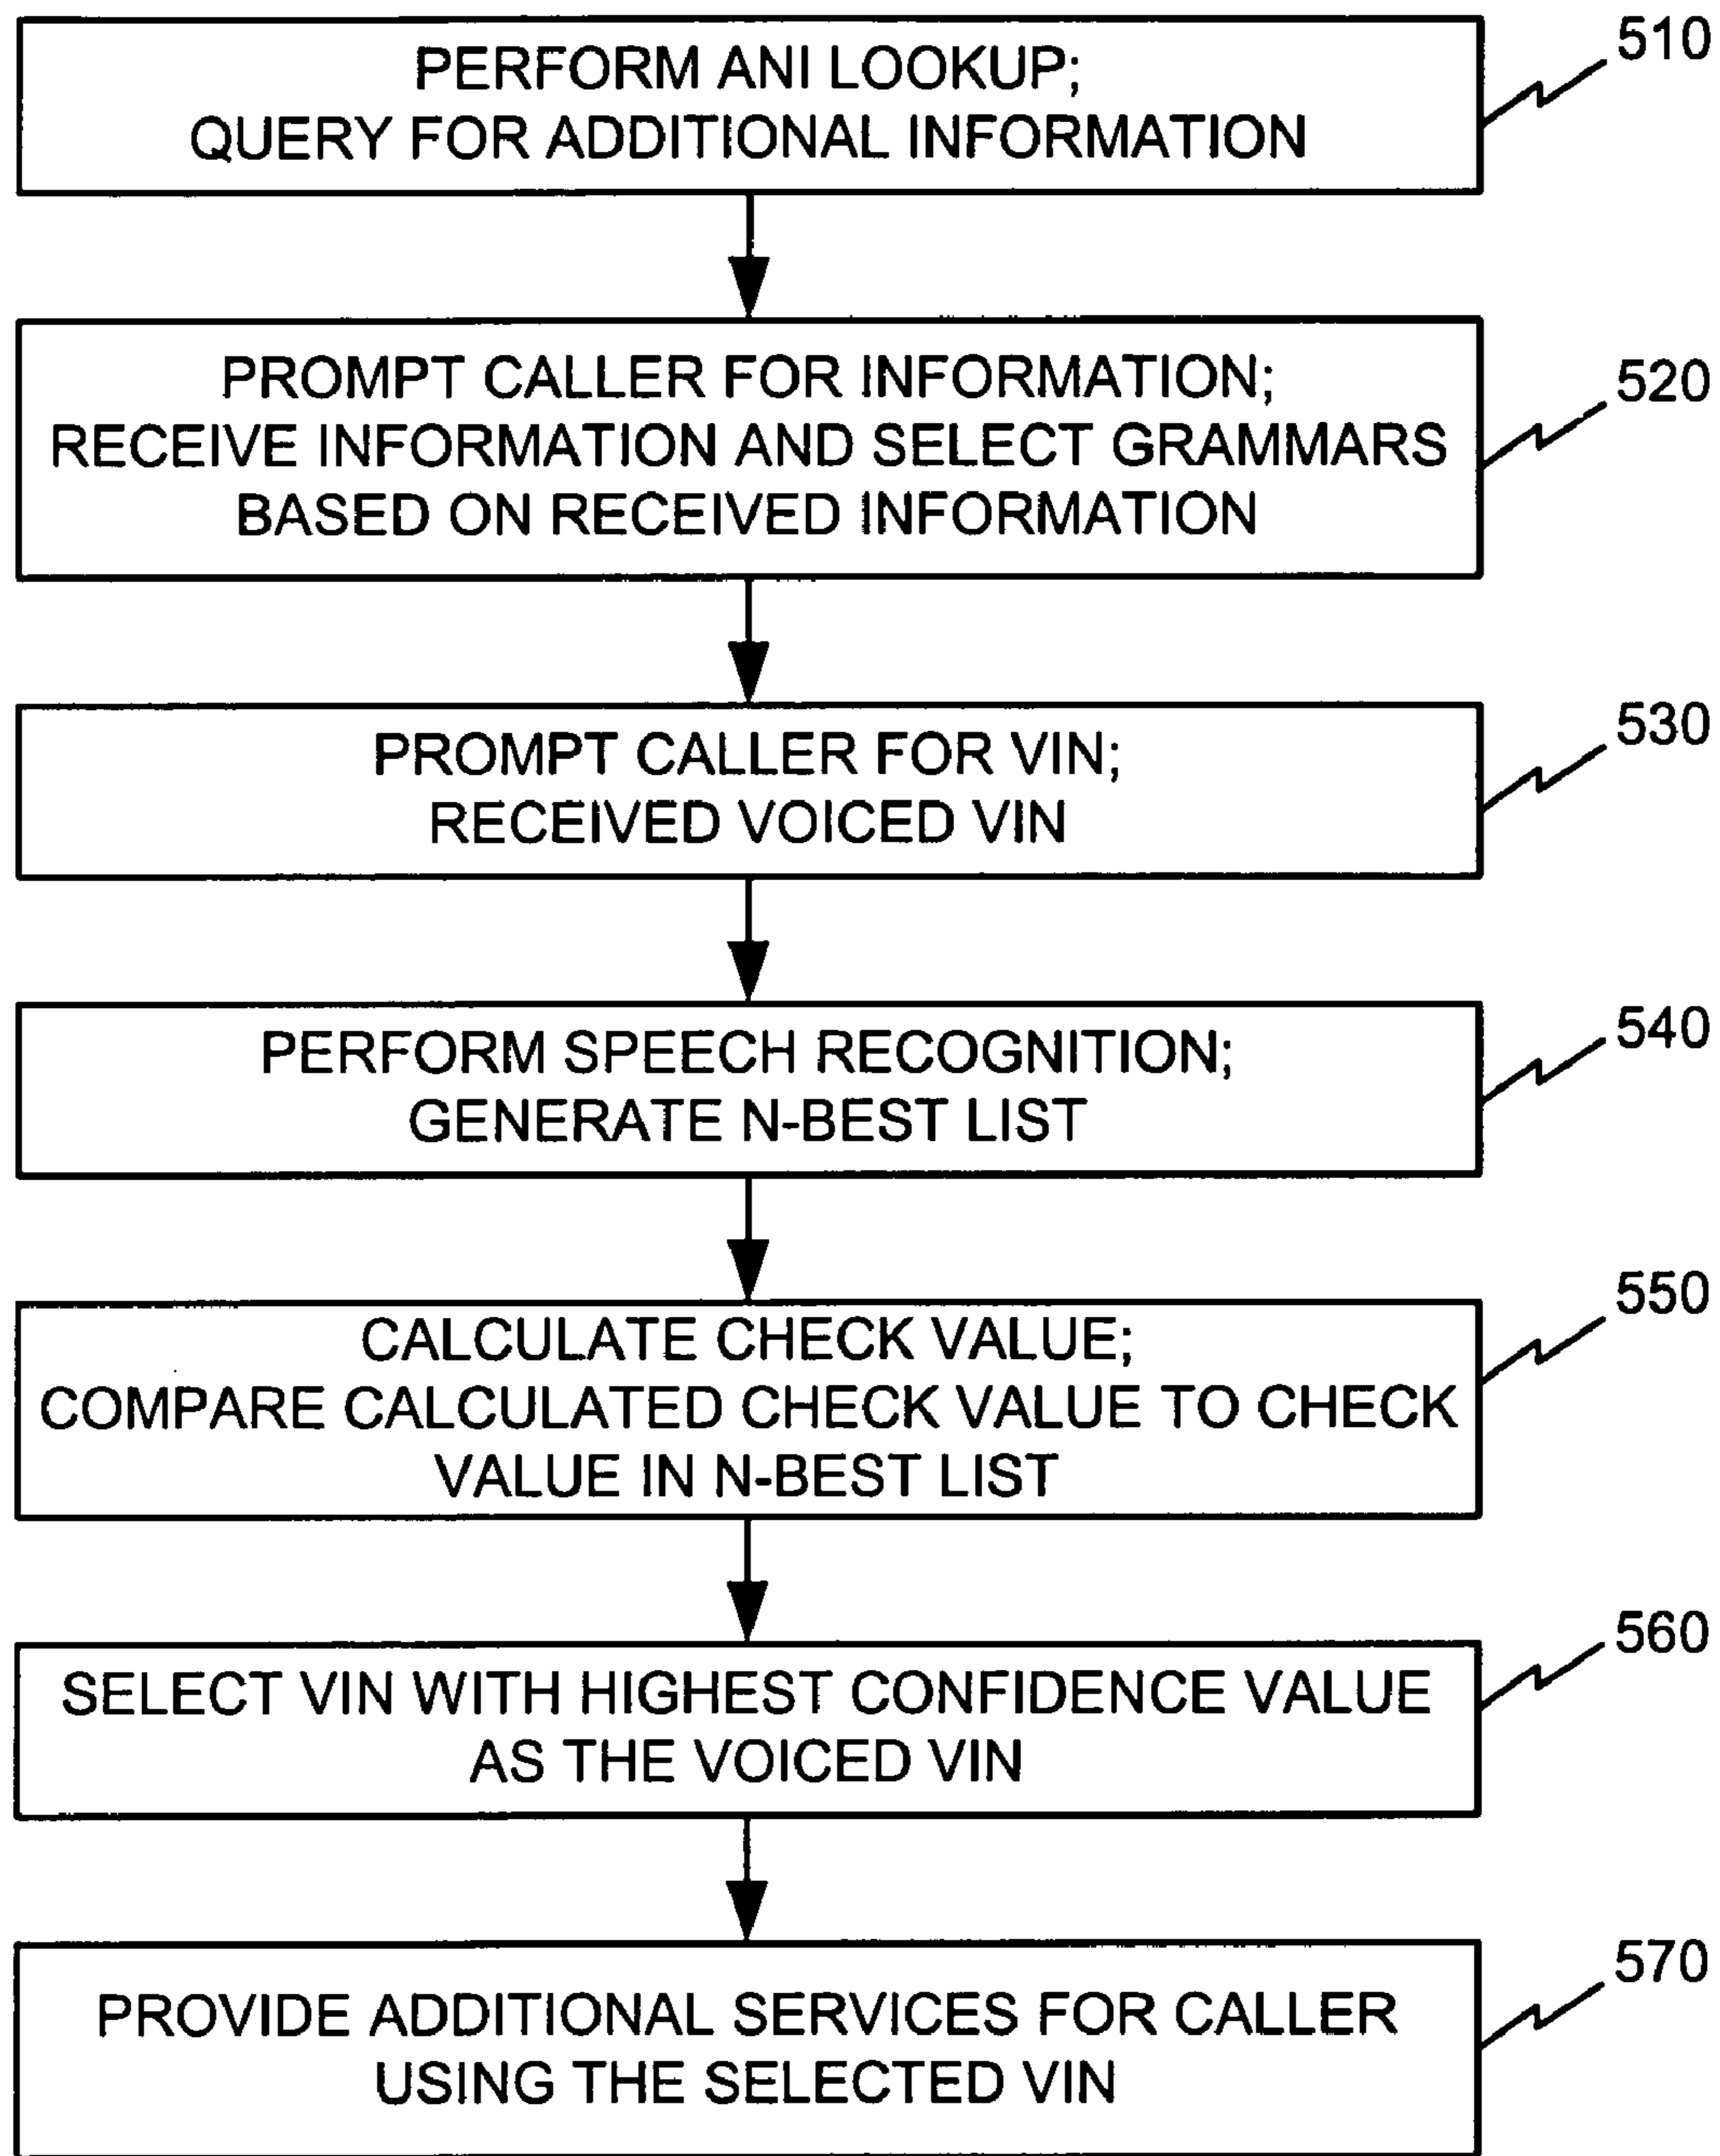 PERFORM ANI LOOKUP;
QUERY FOR ADDITIONAL INFORMATION
510
PROMPT CALLER FOR INFORMATION;
RECEIVE INFORMATION AND SELECT GRAMMARS
BASED ON RECEIVED INFORMATION
520
PROMPT CALLER FOR VIN;
RECEIVED VOICED VIN
530
PERFORM SPEECH RECOGNITION;
GENERATE N-BEST LIST
540
CALCULATE CHECK VALUE;
COMPARE CALCULATED CHECK VALUE TO CHECK
VALUE IN N-BEST LIST
550
SELECT VIN WITH HIGHEST CONFIDENCE VALUE
AS THE VOICED VIN
560
PROVIDE ADDITIONAL SERVICES FOR CALLER
USING THE SELECTED VIN
570